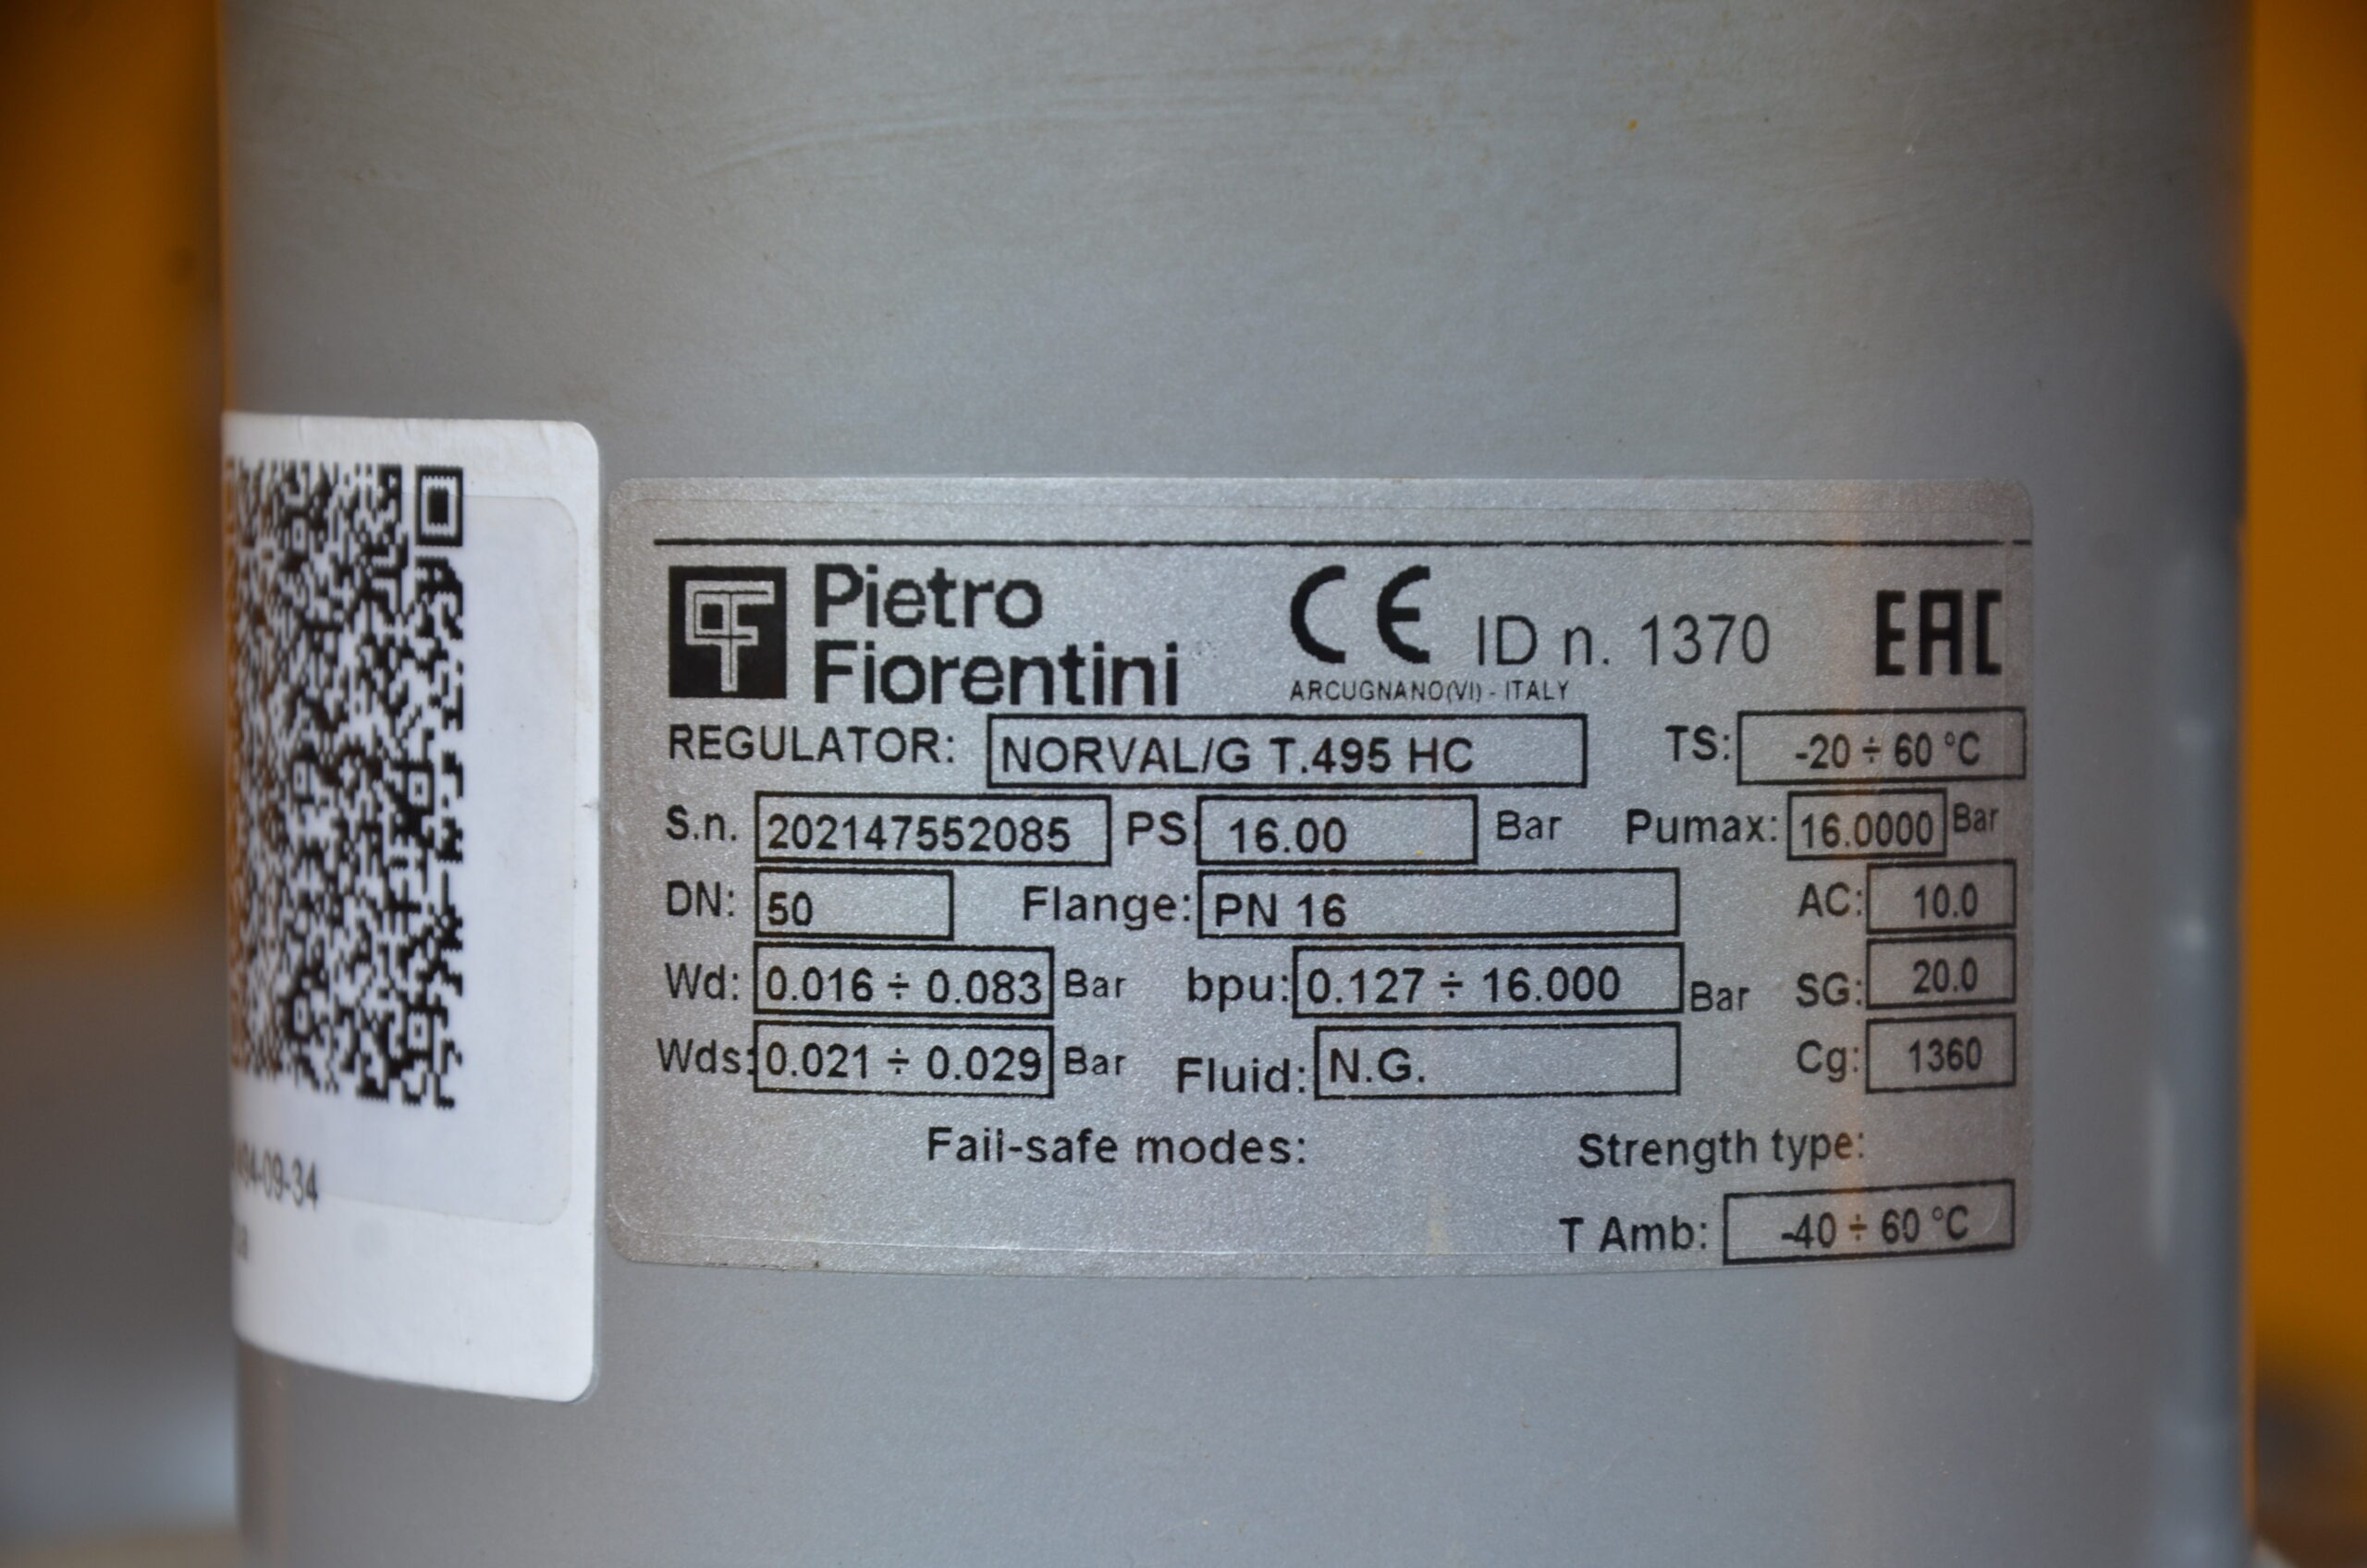 Pietro
Fiorentini
CE ID n. 1370
EAC
ARCUGNANO(VI) - ITALY
REGULATOR: NORVAL/G T.495 HC TS: -20 ÷ 60 °C
S.n. 202147552085 PS 16.00 Bar Pumax: 16.0000 Bar
DN: 50 Flange: PN 16 AC: 10.0
Wd: 0.016 ÷ 0.083 Bar bpu: 0.127 ÷ 16.000 Bar SG: 20.0
Wds: 0.021 ÷ 0.029 Bar Fluid: N.G. Cg: 1360
Fail-safe modes: Strength type:
T Amb: -40 ÷ 60 °C